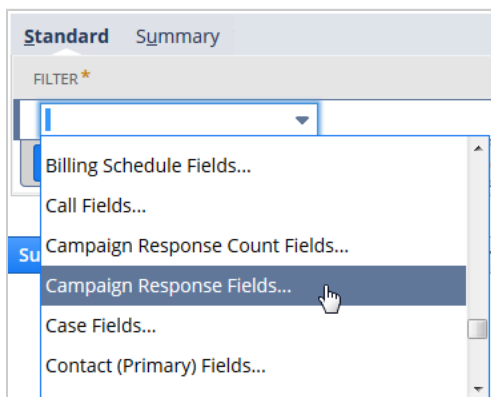 Standard Summary
FILTER *
Billing Schedule Fields...
Call Fields...
Campaign Response Count Fields...
Su
Campaign Response Fields...
Case Fields...
Contact (Primary) Fields...